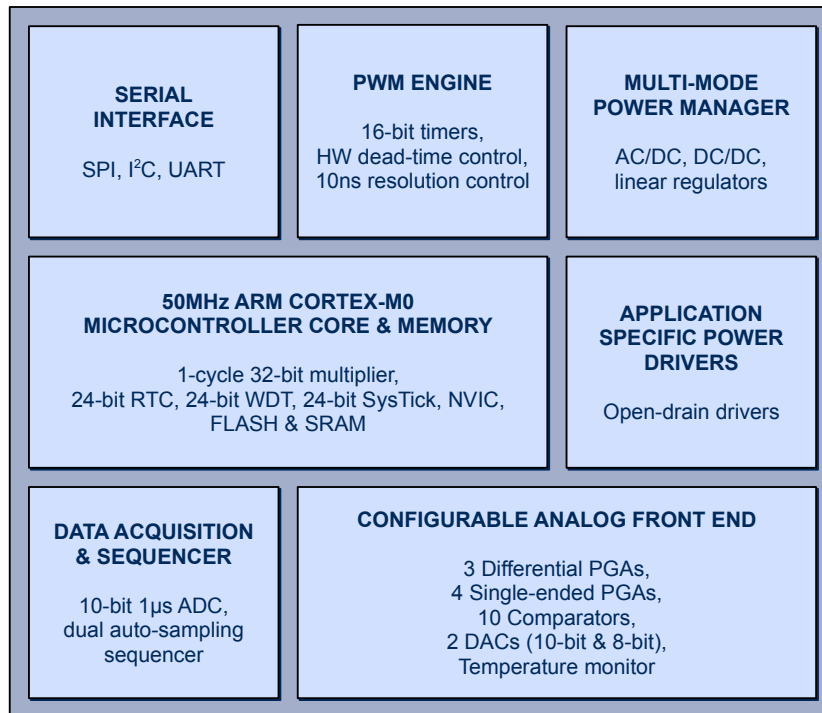 SERIAL
INTERFACE
SPI, I²C, UART
PWM ENGINE
16-bit timers,
HW dead-time control,
10ns resolution control
MULTI-MODE
POWER MANAGER
AC/DC, DC/DC,
linear regulators
50MHz ARM CORTEX-M0
MICROCONTROLLER CORE & MEMORY
1-cycle 32-bit multiplier,
24-bit RTC, 24-bit WDT, 24-bit SysTick, NVIC,
FLASH & SRAM
APPLICATION
SPECIFIC POWER
DRIVERS
Open-drain drivers
DATA ACQUISITION
& SEQUENCER
10-bit 1μs ADC,
dual auto-sampling
sequencer
CONFIGURABLE ANALOG FRONT END
3 Differential PGAs,
4 Single-ended PGAs,
10 Comparators,
2 DACs (10-bit & 8-bit),
Temperature monitor